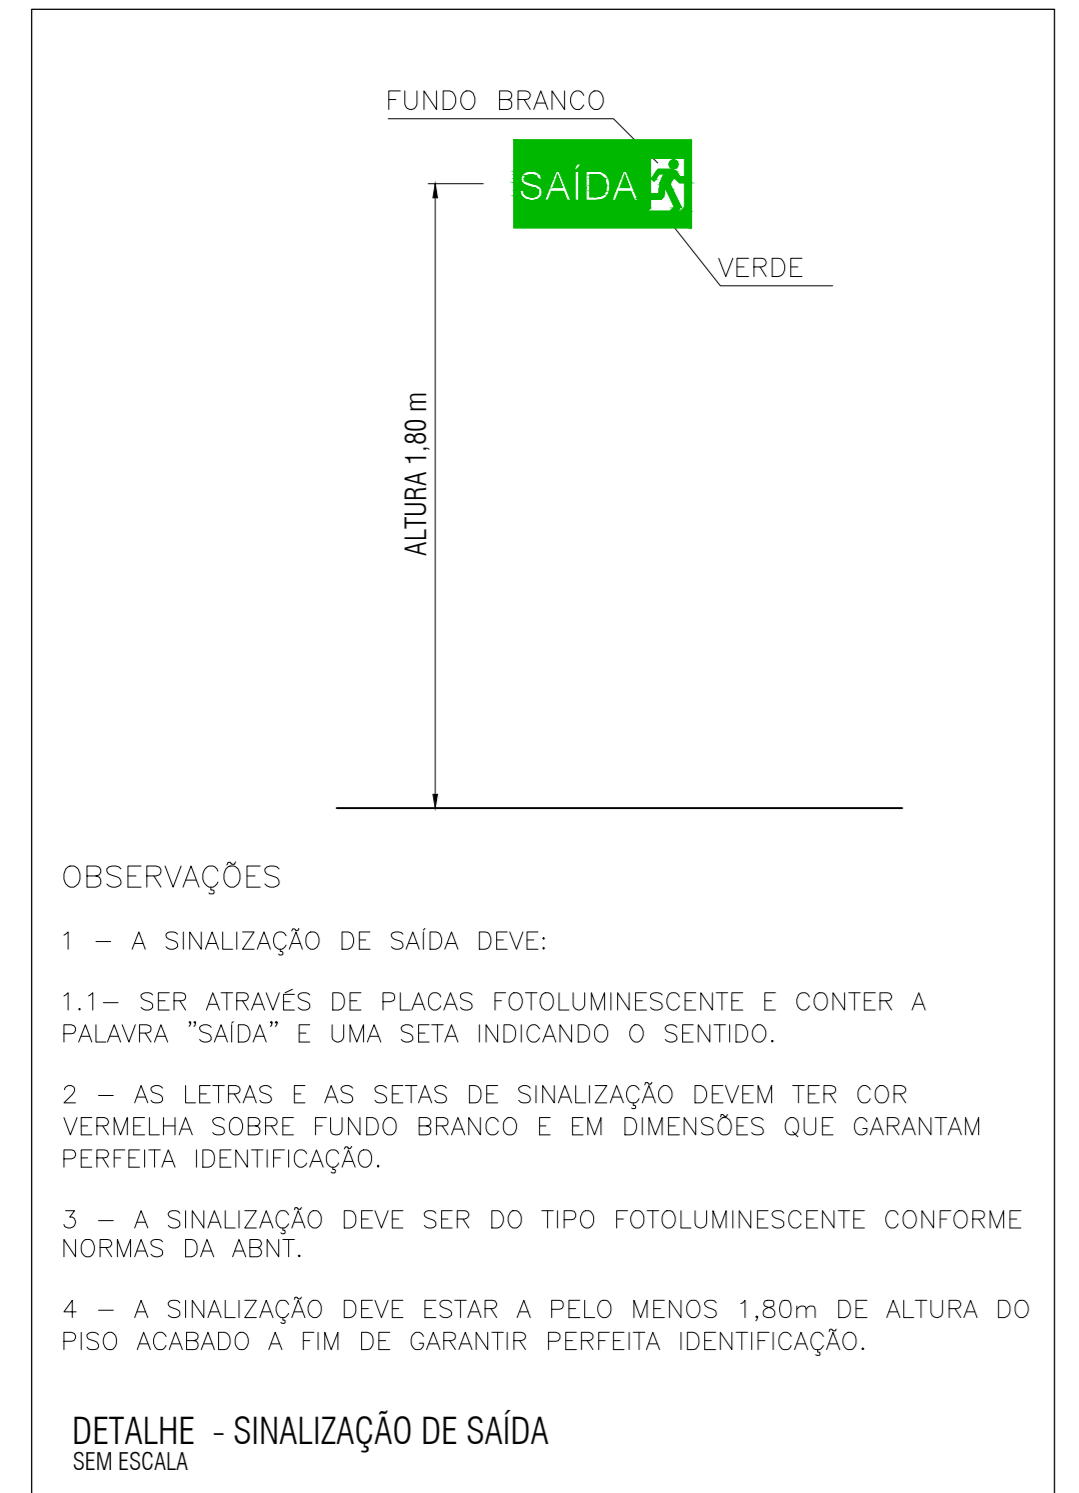 FUNDO BRANCO
SAÍDA
VERDE
ALTURA 1,80 m
OBSERVAÇÕES
1 – A SINALIZAÇÃO DE SAÍDA DEVE:
1.1– SER ATRAVÉS DE PLACAS FOTOLUMINESCENTE E CONTER A
PALAVRA "SAÍDA" E UMA SETA INDICANDO O SENTIDO.
2 – AS LETRAS E AS SETAS DE SINALIZAÇÃO DEVEM TER COR
VERMELHA SOBRE FUNDO BRANCO E EM DIMENSÕES QUE GARANTAM
PERFEITA IDENTIFICAÇÃO.
3 – A SINALIZAÇÃO DEVE SER DO TIPO FOTOLUMINESCENTE CONFORME
NORMAS DA ABNT.
4 – A SINALIZAÇÃO DEVE ESTAR A PELO MENOS 1,80m DE ALTURA DO
PISO ACABADO A FIM DE GARANTIR PERFEITA IDENTIFICAÇÃO.
DETALHE - SINALIZAÇÃO DE SAÍDA
SEM ESCALA